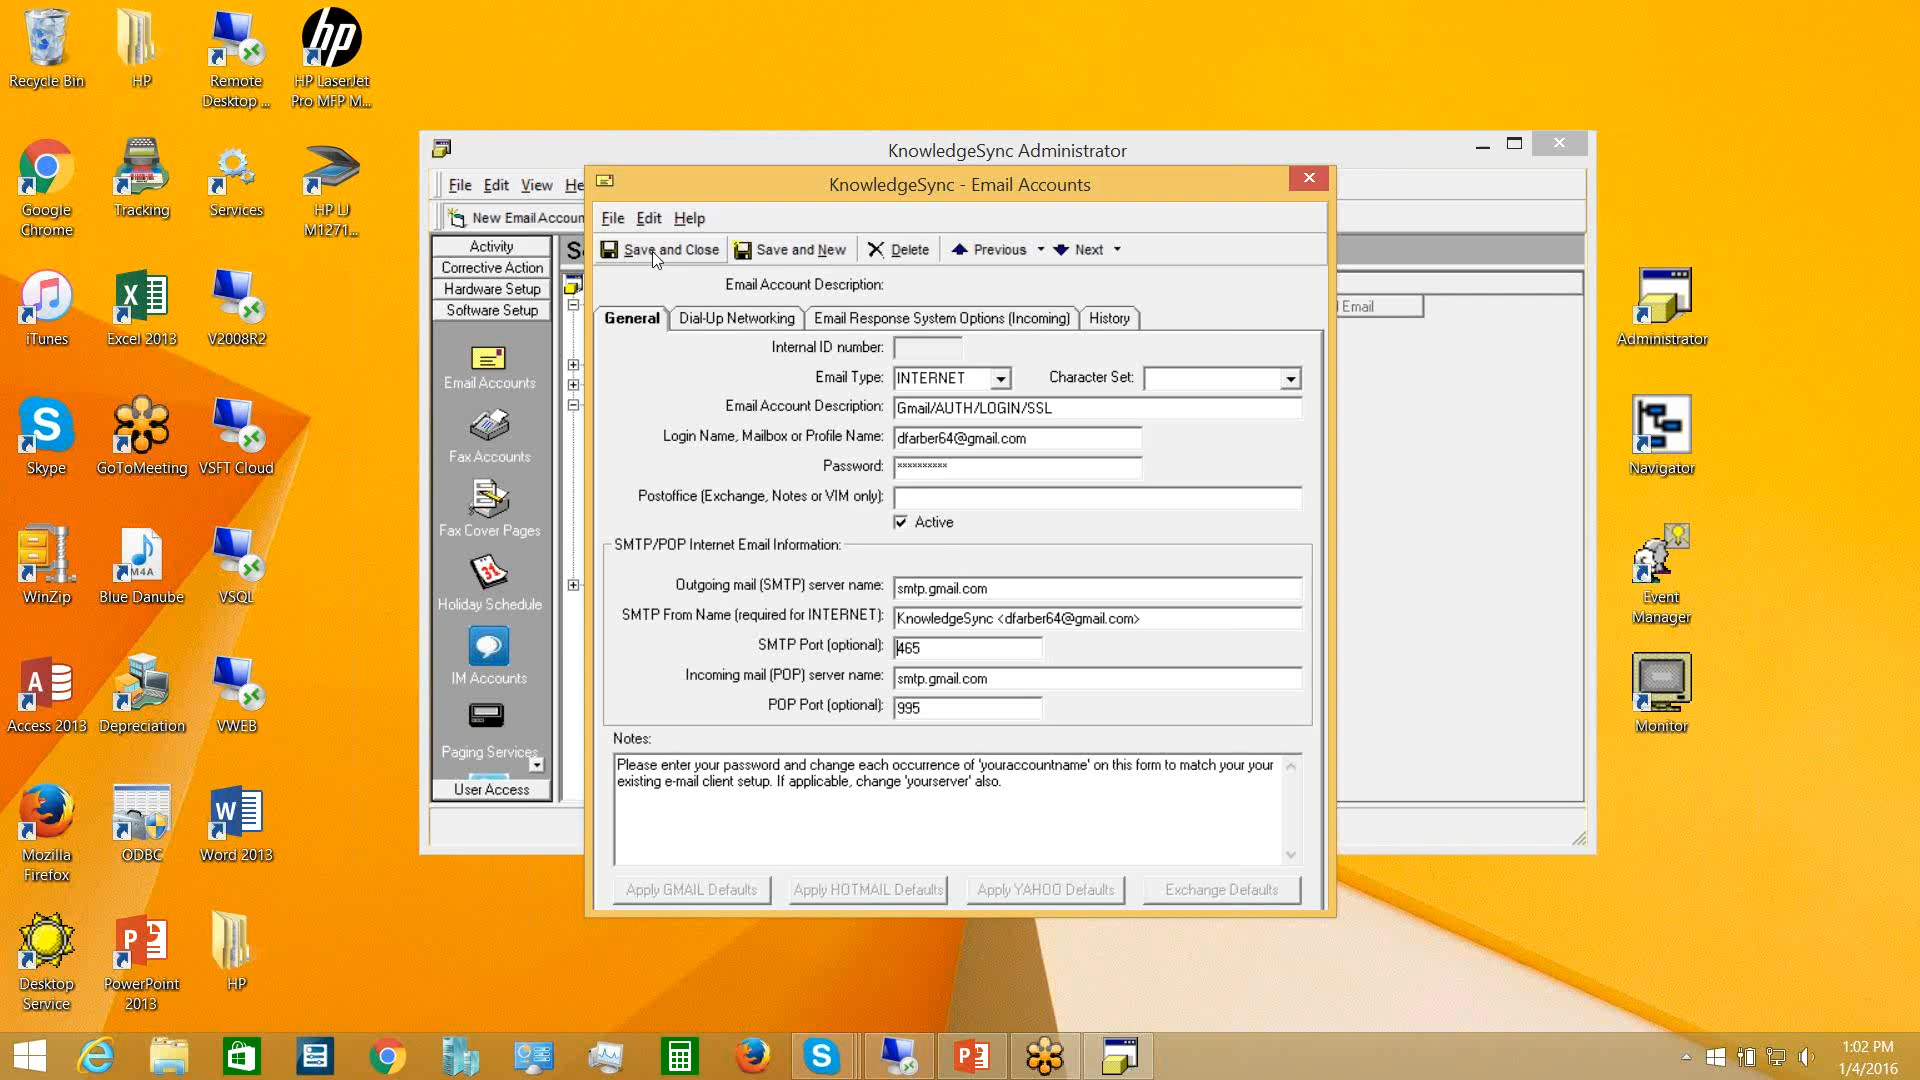 Recycle Bin
HP
Remote
Desktop ...
HP LaserJet
Pro MFP M...
Google
Chrome
Tracking
Services
HP LJ
M1271...
iTunes
Excel 2013
V2008R2
Skype
GoToMeeting
VSFT Cloud
WinZip
Blue Danube
VSQL
Access 2013
Depreciation
VWEB
Mozilla
Firefox
ODBC
Word 2013
Desktop
Service
PowerPoint
2013
HP
KnowledgeSync Administrator
File Edit View He
New Email Accoun
Activity
Corrective Action
Hardware Setup
Software Setup
Email Accounts
Fax Accounts
Fax Cover Pages
Holiday Schedule
IM Accounts
Paging Services
User Access
KnowledgeSync - Email Accounts
File Edit Help
Save and Close Save and New Delete Previous Next
Email Account Description:
General Dial-Up Networking Email Response System Options (Incoming) History
Internal ID number:
Email Type: INTERNET Character Set:
Email Account Description: Gmail/AUTH/LOGIN/SSL
Login Name, Mailbox or Profile Name: dfarber64@gmail.com
Password: **********
Postoffice (Exchange, Notes or VIM only):
Active
SMTP/POP Internet Email Information:
Outgoing mail (SMTP) server name: smtp.gmail.com
SMTP From Name (required for INTERNET): KnowledgeSync <dfarber64@gmail.com>
SMTP Port (optional): 465
Incoming mail (POP) server name: smtp.gmail.com
POP Port (optional): 995
Notes:
Please enter your password and change each occurrence of 'youraccountname' on this form to match your your
existing e-mail client setup. If applicable, change 'yourserver' also.
Apply GMAIL Defaults Apply HOTMAIL Defaults Apply YAHOO Defaults Exchange Defaults
Email
Administrator
Navigator
Event
Manager
Monitor
1:02 PM
1/4/2016